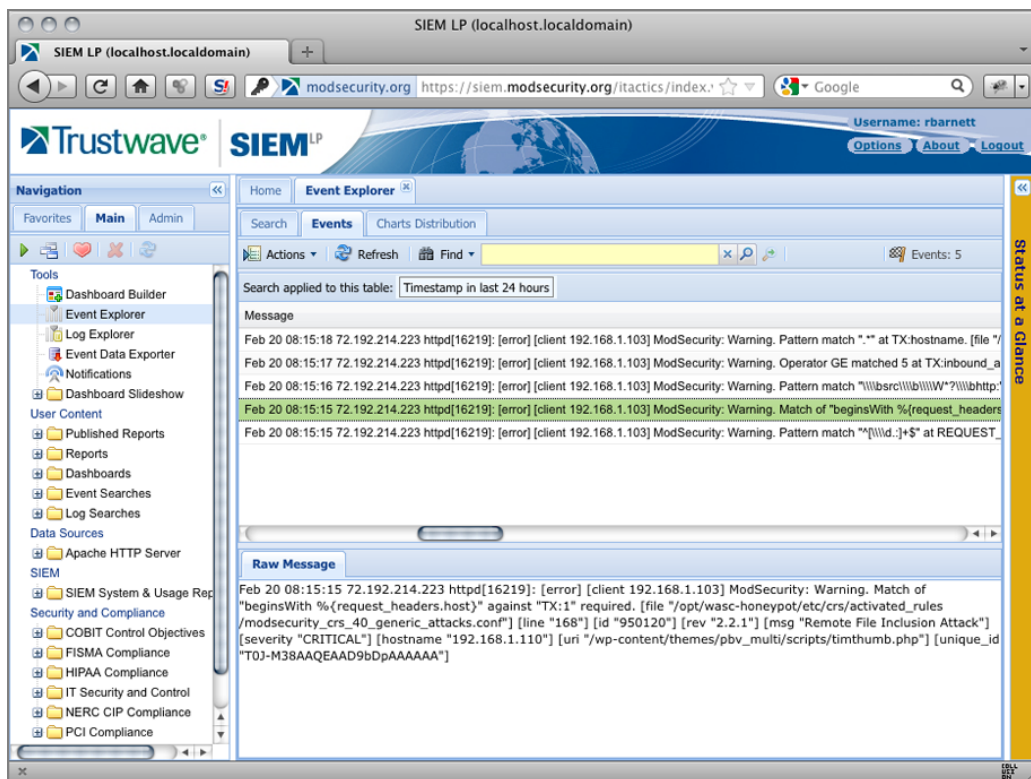 SIEM LP (localhost.localdomain)
SIEM LP (localhost.localdomain)
modsecurity.org https://siem.modsecurity.org/itactics/index. Google
Trustwave® SIEM LP
Username: rbarnett
Options About Logout
Navigation
Favorites Main Admin
Tools
Dashboard Builder
Event Explorer
Log Explorer
Event Data Exporter
Notifications
Dashboard Slideshow
User Content
Published Reports
Reports
Dashboards
Event Searches
Log Searches
Data Sources
Apache HTTP Server
SIEM
SIEM System & Usage Rep
Security and Compliance
COBIT Control Objectives
FISMA Compliance
HIPAA Compliance
IT Security and Control
NERC CIP Compliance
PCI Compliance
Home Event Explorer
Search Events Charts Distribution
Actions Refresh Find Events: 5
Search applied to this table: Timestamp in last 24 hours
Message
Feb 20 08:15:18 72.192.214.223 httpd[16219]: [error] [client 192.168.1.103] ModSecurity: Warning. Pattern match ".*" at TX:hostname. [file "/
Feb 20 08:15:17 72.192.214.223 httpd[16219]: [error] [client 192.168.1.103] ModSecurity: Warning. Operator GE matched 5 at TX:inbound_a
Feb 20 08:15:16 72.192.214.223 httpd[16219]: [error] [client 192.168.1.103] ModSecurity: Warning. Pattern match "\\\\bsrc\\\\b\\\\W*?\\\\bhttp:
Feb 20 08:15:15 72.192.214.223 httpd[16219]: [error] [client 192.168.1.103] ModSecurity: Warning. Match of "beginsWith %{request_headers
Feb 20 08:15:15 72.192.214.223 httpd[16219]: [error] [client 192.168.1.103] ModSecurity: Warning. Pattern match "^[\\\\d.:]+$" at REQUEST_
Raw Message
Feb 20 08:15:15 72.192.214.223 httpd[16219]: [error] [client 192.168.1.103] ModSecurity: Warning. Match of
"beginsWith %{request_headers.host}" against "TX:1" required. [file "/opt/wasc-honeypot/etc/crs/activated_rules
/modsecurity_crs_40_generic_attacks.conf"] [line "168"] [id "950120"] [rev "2.2.1"] [msg "Remote File Inclusion Attack"]
[severity "CRITICAL"] [hostname "192.168.1.110"] [uri "/wp-content/themes/pbv_multi/scripts/timthumb.php"] [unique_id
"T0J-M38AAQEAAD9bDpAAAAAA"]
Status at a Glance